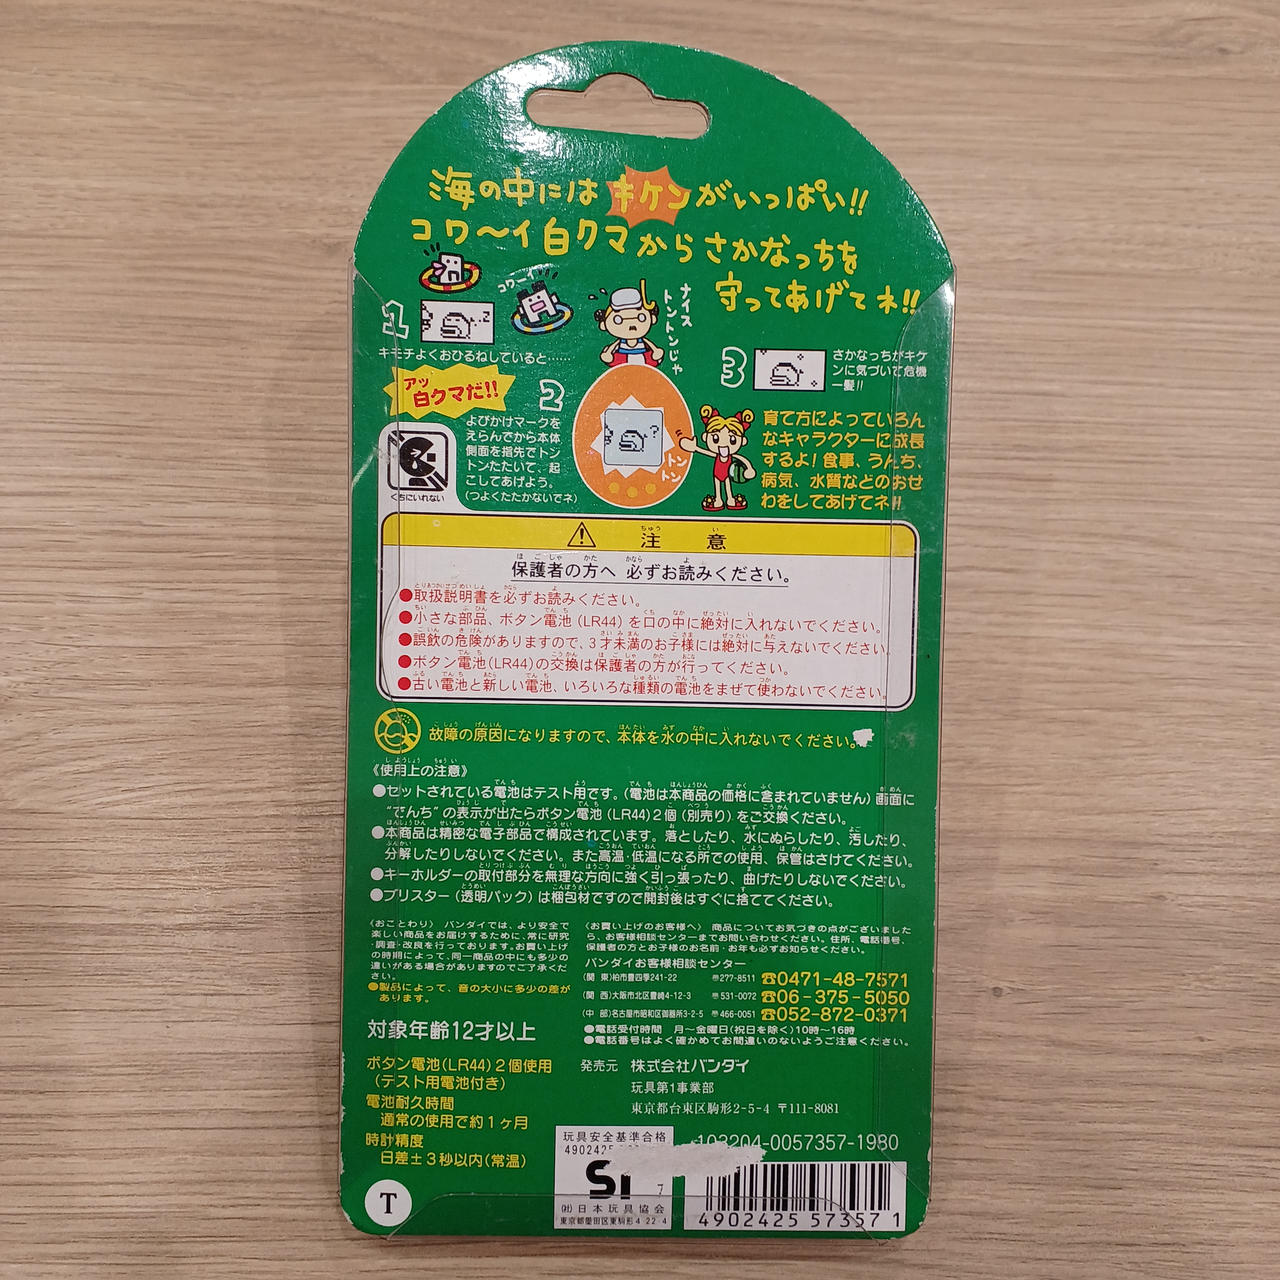 海の中にはキケンがいっぱい!!
コワ〜イ白クマからさかなっちを
守ってあげてネ!!
コワーイ
1
キモチよくおひるねしていると……
アッ
白クマだ!!
2
よびかけマークを
えらんでから本体
側面を指先でトン
トンたたいて、起
こしてあげよう。
(つよくたたかないでネ)
くちにいれない
ナイス
トントンじゃ
トン
トン
3
さかなっちがキケ
ンに気づいて危機
一髪!!
育て方によっていろん
なキャラクターに成長
するよ!食事、うんち、
病気、水質などのおせ
わをしてあげてネ!!
注意
保護者の方へ 必ずお読みください。
●取扱説明書を必ずお読みください。
●小さな部品、ボタン電池(LR44)を口の中に絶対に入れないでください。
●誤飲の危険がありますので、3才未満のお子様には絶対に与えないでください。
●ボタン電池(LR44)の交換は保護者の方が行ってください。
●古い電池と新しい電池、いろいろな種類の電池をまぜて使わないでください。
故障の原因になりますので、本体を水の中に入れないでください。
《使用上の注意》
●セットされている電池はテスト用です。(電池は本商品の価格に含まれていません)画面に
“でんち”の表示が出たらボタン電池(LR44)2個(別売り)をご交換ください。
●本商品は精密な電子部品で構成されています。落としたり、水にぬらしたり、汚したり、
分解したりしないでください。また高温・低温になる所での使用、保管はさけてください。
●キーホルダーの取付部分を無理な方向に強く引っ張ったり、曲げたりしないでください。
●ブリスター(透明パック)は梱包材ですので開封後はすぐに捨ててください。
〈おことわり〉バンダイでは、より安全で
楽しい商品をお届けするために、常に研究
・調査・改良を行っております。お買い上げ
の時期によって、同一商品の中にも多少の
違いがある場合がありますのでご了承くだ
さい。
●製品によって、音の大小に多少の差が
あります。
対象年齢12才以上
ボタン電池(LR44)2個使用
(テスト用電池付き)
電池耐久時間
通常の使用で約1ヶ月
時計精度
日差±3秒以内(常温)
T
〈お買い上げのお客様へ〉商品についてお気づきの点がございました
ら、お客様相談センターまでお問い合わせください。住所、電話番号、
保護者の方とお子様のお名前・お年も必ずお知らせください。
バンダイお客様相談センター
(関 東)柏市豊四季241-22 〒277-8511 ☎0471-48-7571
(関 西)大阪市北区豊崎4-12-3 〒531-0072 ☎06-375-5050
(中 部)名古屋市昭和区御器所3-2-5 〒466-0051 ☎052-872-0371
●電話受付時間 月〜金曜日(祝日を除く)10時〜16時
●電話番号はよく確かめてお間違いのないようご注意ください。
発売元 株式会社バンダイ
玩具第1事業部
東京都台東区駒形2-5-4 〒111-8081
玩具安全基準合格
4902425
ST 7
(社)日本玩具協会
東京都墨田区東駒形4-22-4
103204-0057357-1980
4902425 573571